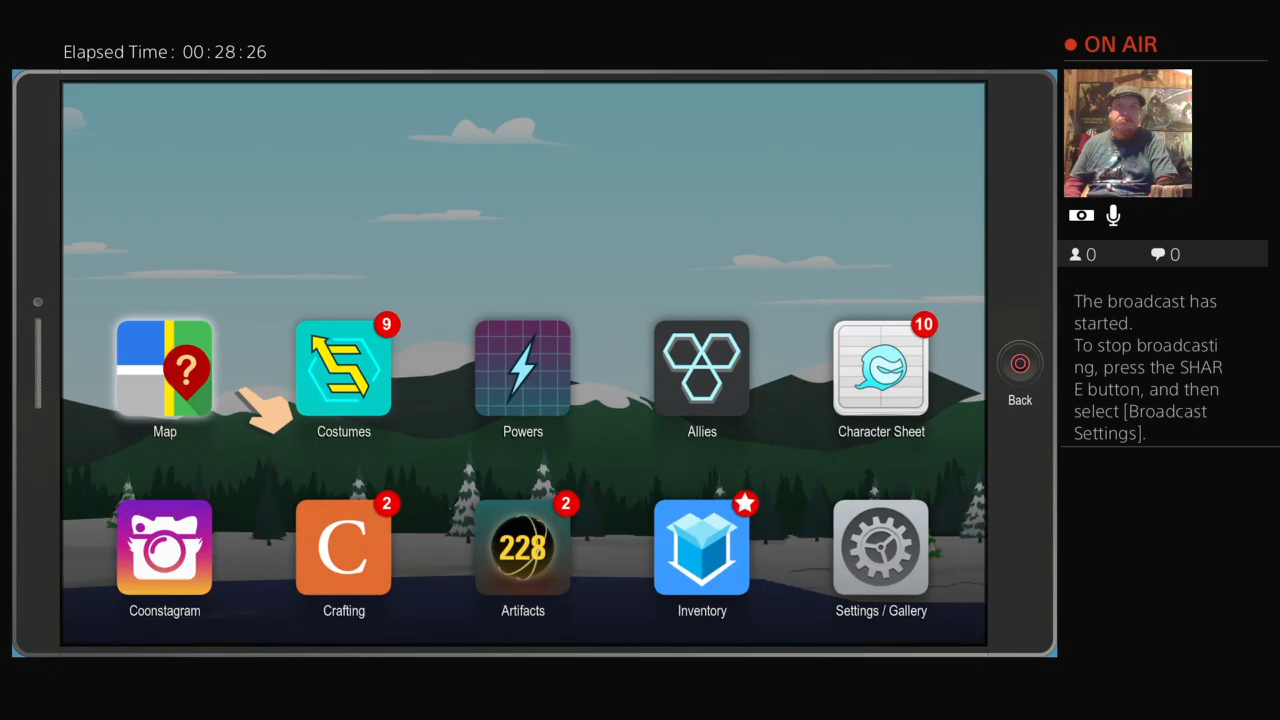 Elapsed Time: 00:28:26
ON AIR
0 0
The broadcast has
started.
To stop broadcasti
ng, press the SHAR
E button, and then
select [Broadcast
Settings].
9
10
?
Map
Costumes
Powers
Allies
Character Sheet
Back
2
2
C
228
Coonstagram
Crafting
Artifacts
Inventory
Settings / Gallery